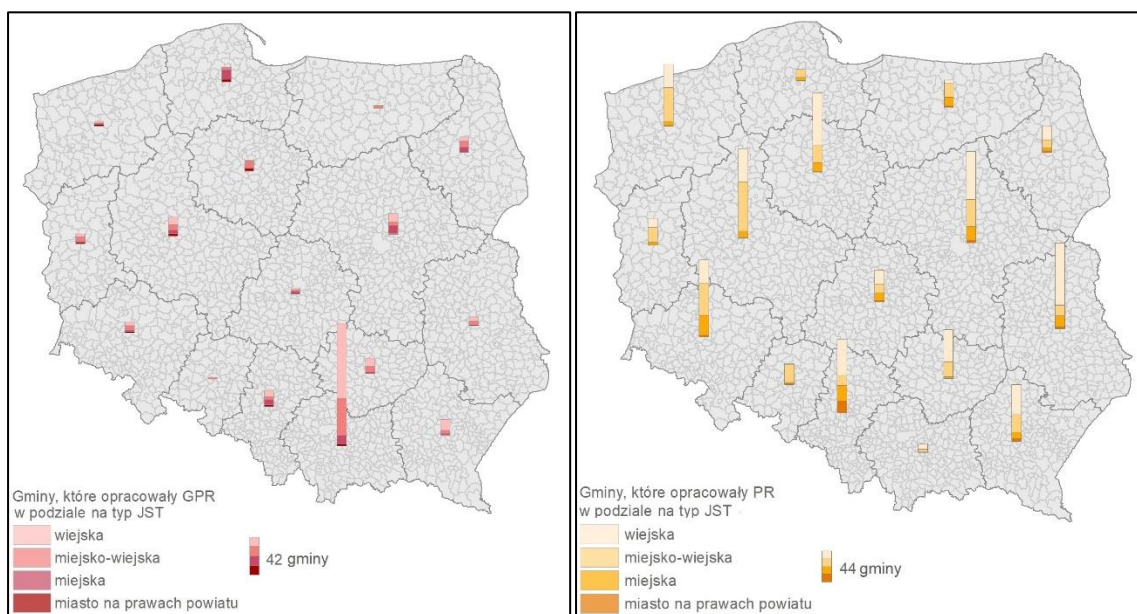 Gminy, które opracowały GPR
w podziale na typ JST
wiejska
miejsko-wiejska
miejska
miasto na prawach powiatu
42 gminy
Gminy, które opracowały PR
w podziale na typ JST
wiejska
miejsko-wiejska
miejska
miasto na prawach powiatu
44 gminy